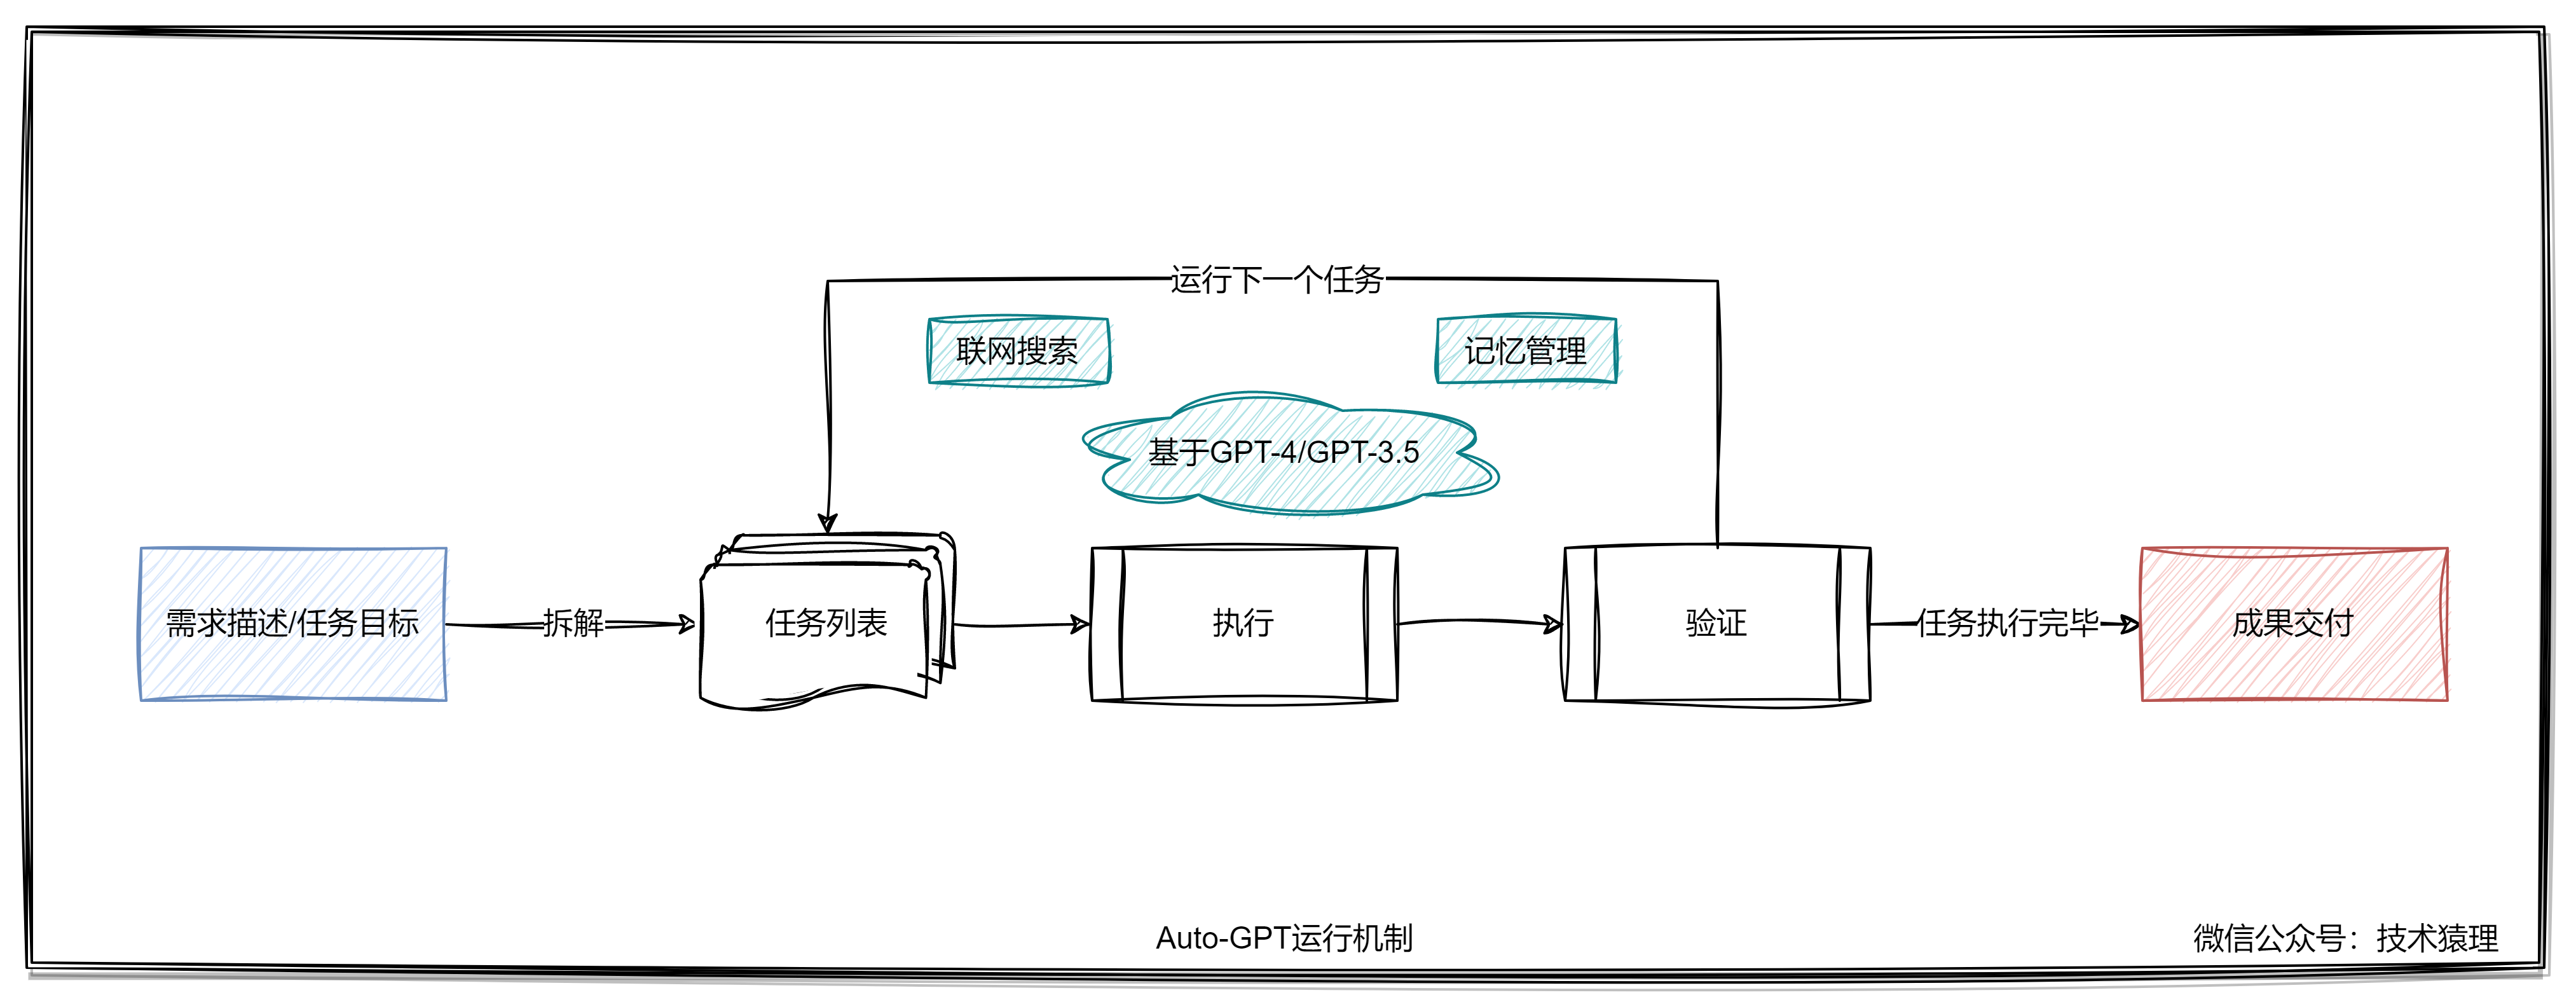 运行下一个任务
联网搜索
记忆管理
基于GPT-4/GPT-3.5
需求描述/任务目标
拆解
任务列表
执行
验证
任务执行完毕
成果交付
Auto-GPT运行机制
微信公众号：技术猿理